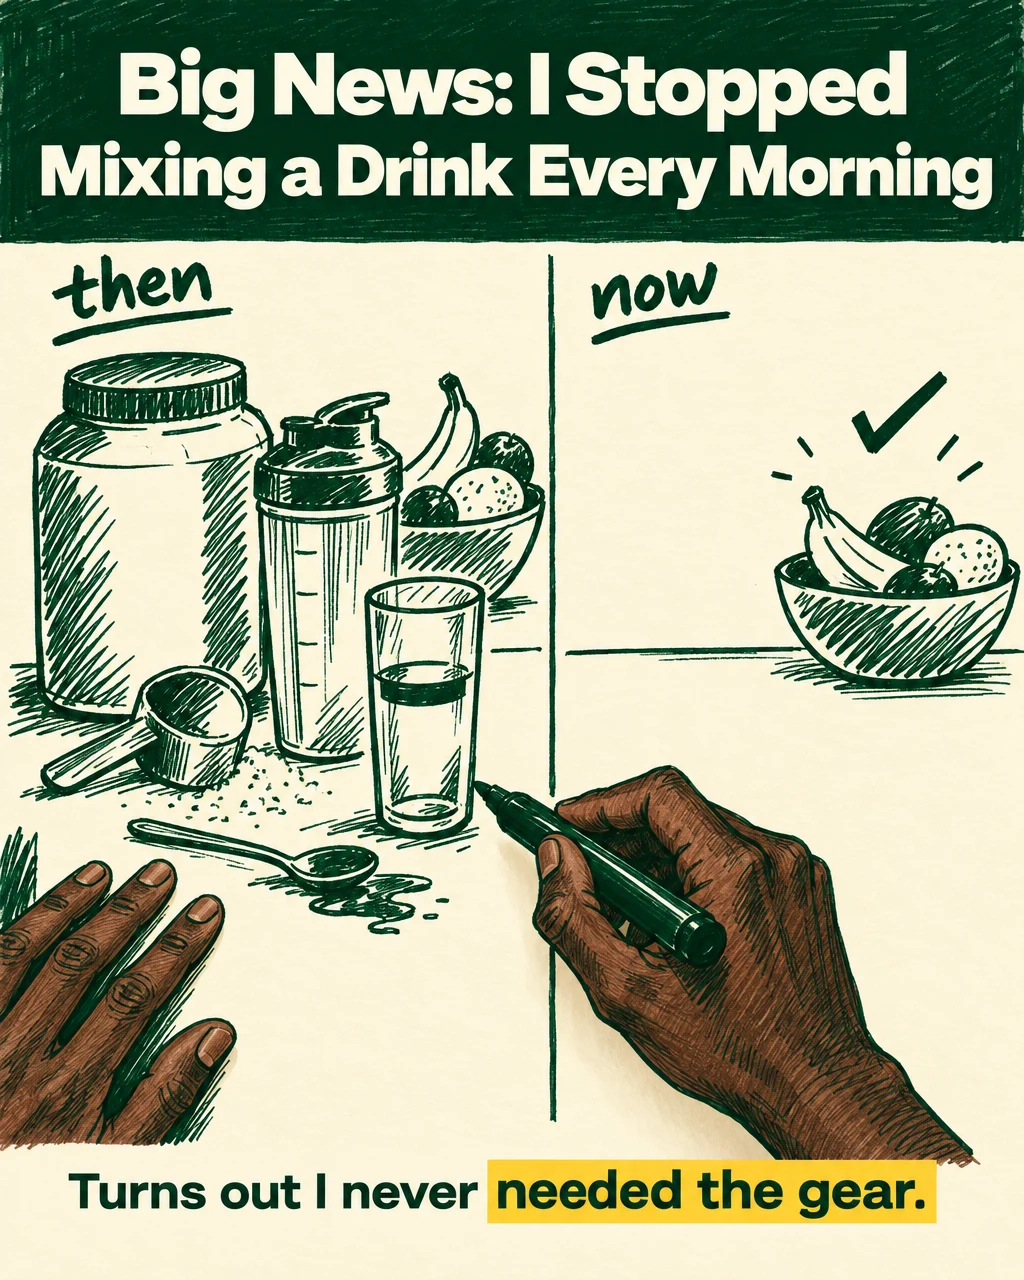 Big News: I Stopped
Mixing a Drink Every Morning
then
now
Turns out I never needed the gear.